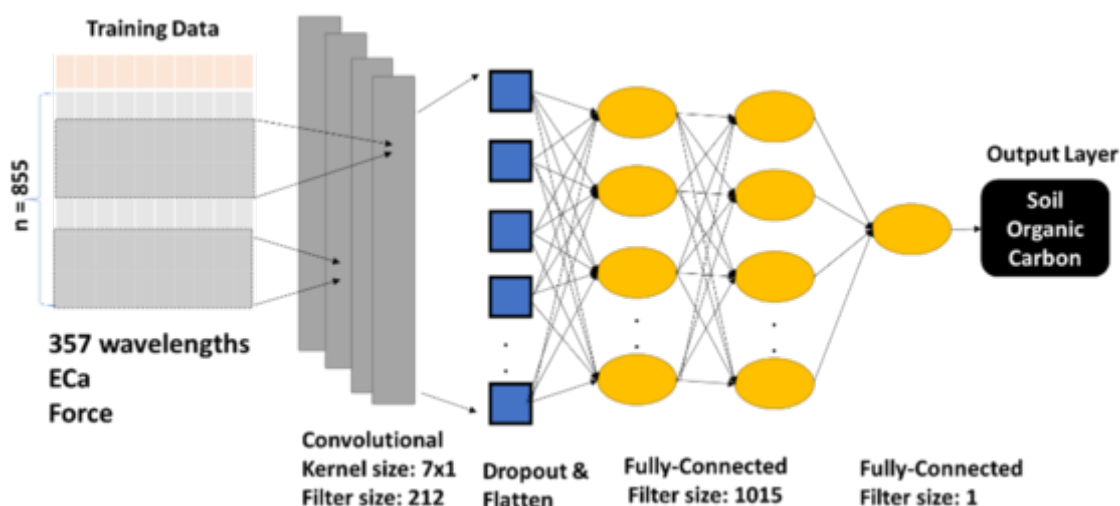 Training Data
n = 855
357 wavelengths
ECa
Force
Convolutional
Kernel size: 7x1
Filter size: 212
Dropout &
Flatten
Fully-Connected
Filter size: 1015
Fully-Connected
Filter size: 1
Output Layer
Soil
Organic
Carbon